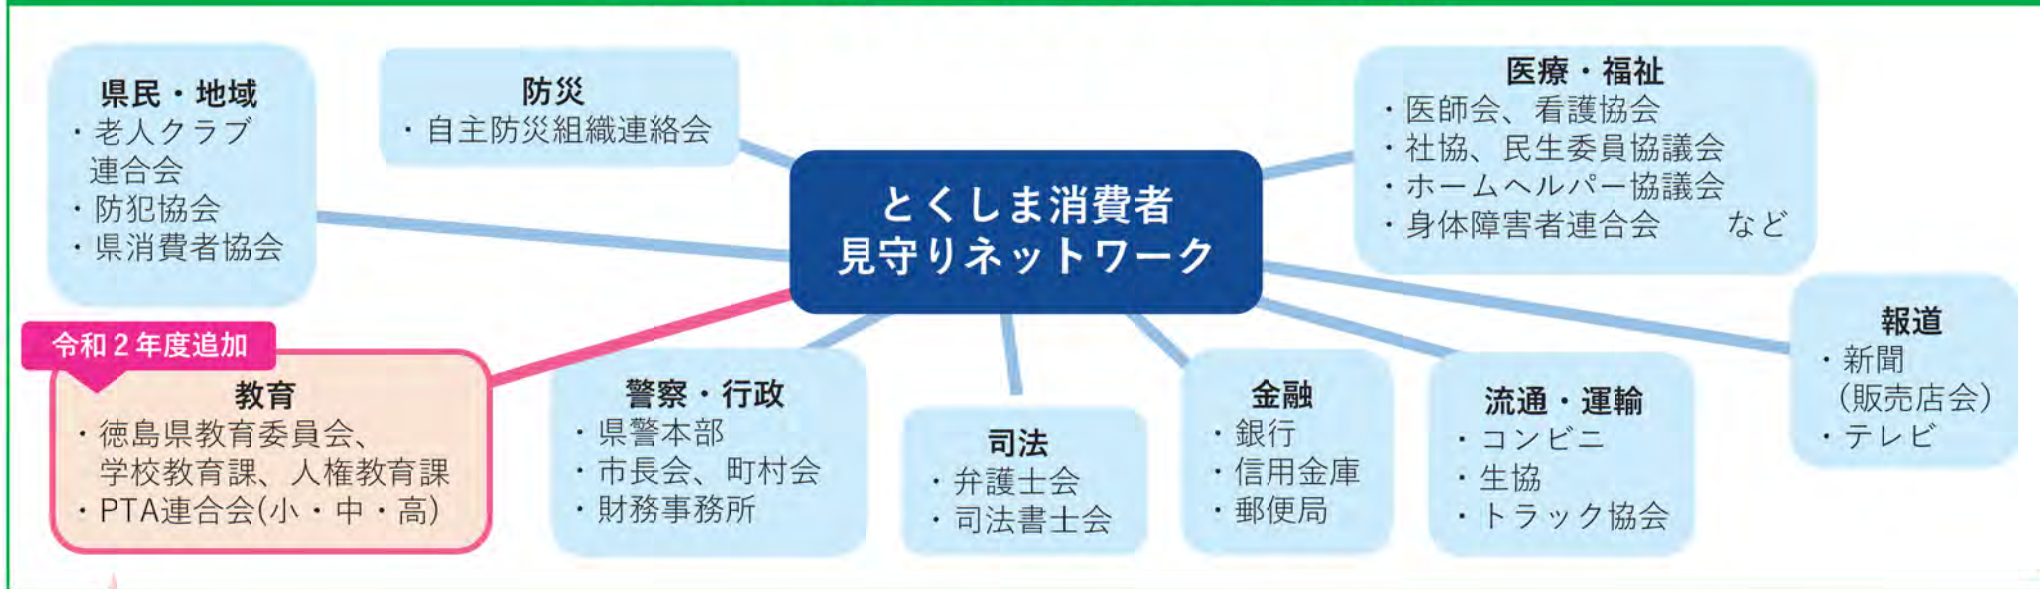 県民・地域
・老人クラブ
連合会
・防犯協会
・県消費者協会
防災
・自主防災組織連絡会
とくしま消費者
見守りネットワーク
医療・福祉
・医師会、看護協会
・社協、民生委員協議会
・ホームヘルパー協議会
・身体障害者連合会　　など
令和２年度追加
教育
・徳島県教育委員会、
学校教育課、人権教育課
・PTA連合会(小・中・高)
警察・行政
・県警本部
・市長会、町村会
・財務事務所
司法
・弁護士会
・司法書士会
金融
・銀行
・信用金庫
・郵便局
流通・運輸
・コンビニ
・生協
・トラック協会
報道
・新聞
（販売店会）
・テレビ